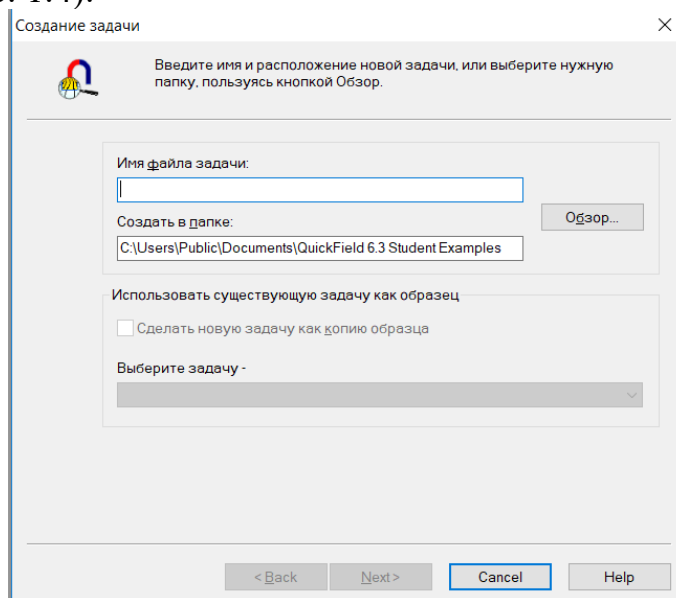 Создание задачи
Введите имя и расположение новой задачи, или выберите нужную
папку, пользуясь кнопкой Обзор.
Имя файла задачи:
Создать в папке:
Обзор...
C:\Users\Public\Documents\QuickField 6.3 Student Examples
Использовать существующую задачу как образец
Сделать новую задачу как копию образца
Выберите задачу -
< Back Next > Cancel Help